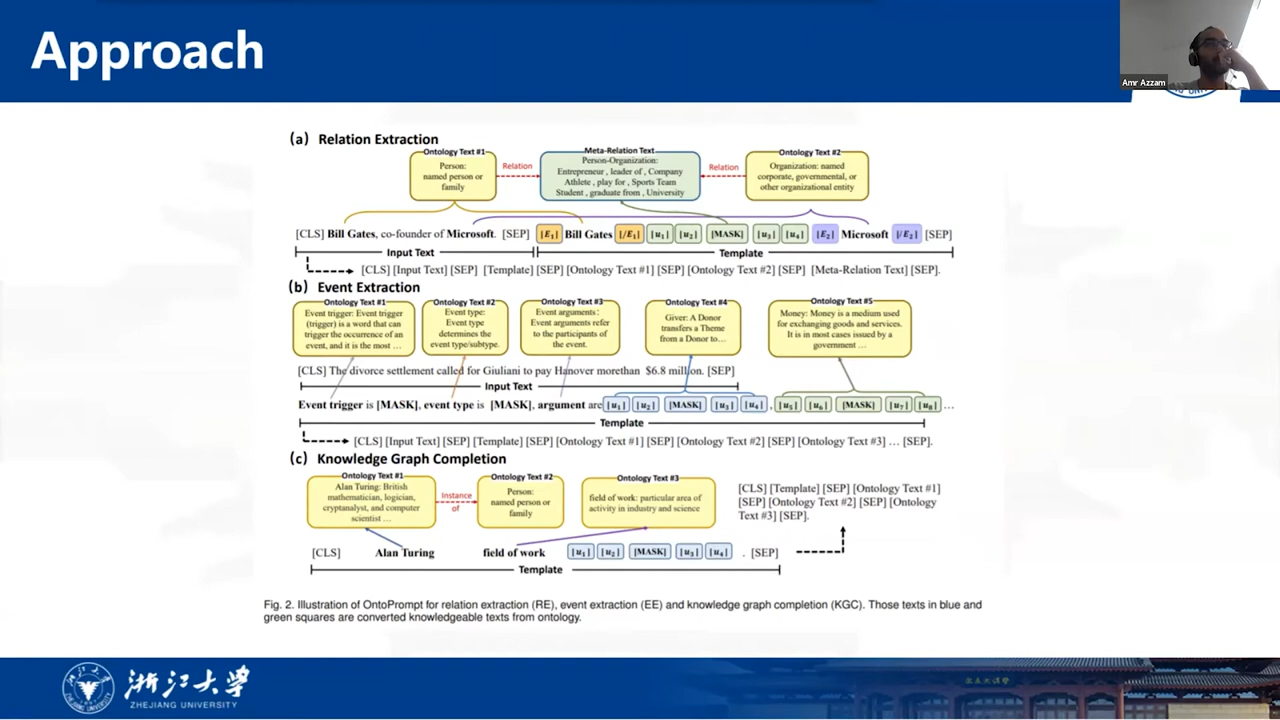 Approach
Amr Azzam
(a) Relation Extraction
Ontology Text #1
Person:
named person or
family
Relation
Meta-Relation Text
Person-Organization:
Entrepreneur , leader of , Company
Athlete , play for , Sports Team
Student , graduate from , University
Relation
Ontology Text #2
Organization: named
corporate, governmental, or
other organizational entity
[CLS] Bill Gates, co-founder of Microsoft. [SEP] [E1] Bill Gates [/E1] [u1] [u2] [MASK] [u3] [u4] [E2] Microsoft [/E2] [SEP]
Input Text Template
[CLS] [Input Text] [SEP] [Template] [SEP] [Ontology Text #1] [SEP] [Ontology Text #2] [SEP] [Meta-Relation Text] [SEP].
(b) Event Extraction
Ontology Text #1
Event trigger: Event trigger
(trigger) is a word that can
trigger the occurrence of an
event, and it is the most ...
Ontology Text #2
Event type:
Event type
determines the
event type/subtype.
Ontology Text #3
Event arguments:
Event arguments refer
to the participants of
the event.
Ontology Text #4
Giver: A Donor
transfers a Theme
from a Donor to...
Ontology Text #5
Money: Money is a medium used
for exchanging goods and services.
It is in most cases issued by a
government ...
[CLS] The divorce settlement called for Giuliani to pay Hanover morethan $6.8 million. [SEP]
Input Text
Event trigger is [MASK], event type is [MASK], argument are [u1] [u2] [MASK] [u3] [u4] , [u5] [u6] [MASK] [u7] [u8] ...
Template
[CLS] [Input Text] [SEP] [Template] [SEP] [Ontology Text #1] [SEP] [Ontology Text #2] [SEP] [Ontology Text #3] ... [SEP].
(c) Knowledge Graph Completion
Ontology Text #1
Alan Turing: British
mathematician, logician,
cryptanalyst, and computer
scientist ...
Instance
of
Ontology Text #2
Person:
named person or
family
Ontology Text #3
field of work: particular area of
activity in industry and science
[CLS] [Template] [SEP] [Ontology Text #1]
[SEP] [Ontology Text #2] [SEP] [Ontology
Text #3] [SEP].
[CLS] Alan Turing field of work [u1] [u2] [MASK] [u3] [u4] . [SEP]
Template
Fig. 2. Illustration of OntoPrompt for relation extraction (RE), event extraction (EE) and knowledge graph completion (KGC). Those texts in blue and
green squares are converted knowledgeable texts from ontology.
浙江大学
ZHEJIANG UNIVERSITY